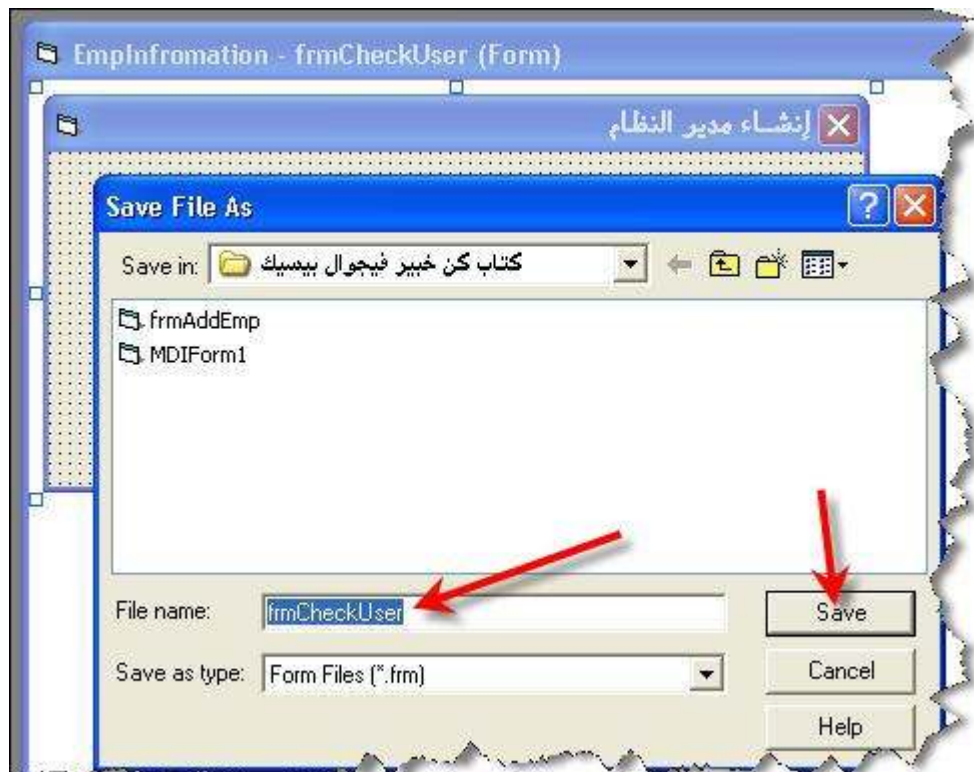 EmpInfromation - frmCheckUser (Form)
إنشاء مدير النظام
Save File As
Save in: كتاب كن خبير فيجوال بيسيك
frmAddEmp
MDIForm1
File name: frmCheckUser Save
Save as type: Form Files (*.frm) Cancel
Help